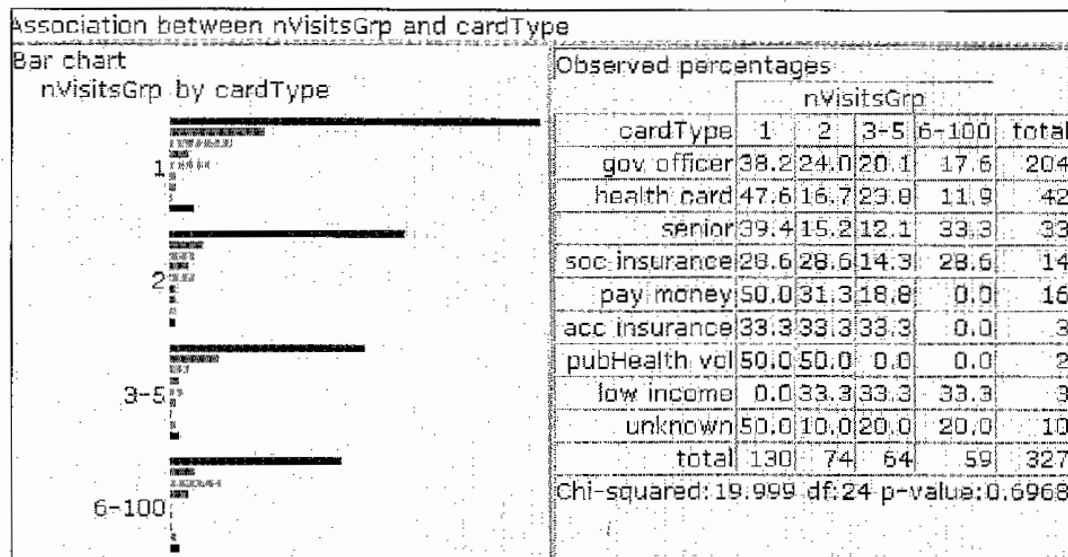 Association between nVisitsGrp and cardType
Bar chart
nVisitsGrp by cardType
1
2
3-5
6-100
Observed percentages
nVisitsGrp
cardType 1 2 3-5 6-100 total
gov officer 38.2 24.0 20.1 17.6 204
health card 47.6 16.7 23.8 11.9 42
senior 39.4 15.2 12.1 33.3 33
soc insurance 28.6 28.6 14.3 28.6 14
pay money 50.0 31.3 18.8 0.0 16
acc insurance 33.3 33.3 33.3 0.0 3
pubHealth vol 50.0 50.0 0.0 0.0 2
low income 0.0 33.3 33.3 33.3 3
unknown 50.0 10.0 20.0 20.0 10
total 130 74 64 59 327
Chi-squared: 19.999 df: 24 p-value: 0.6968